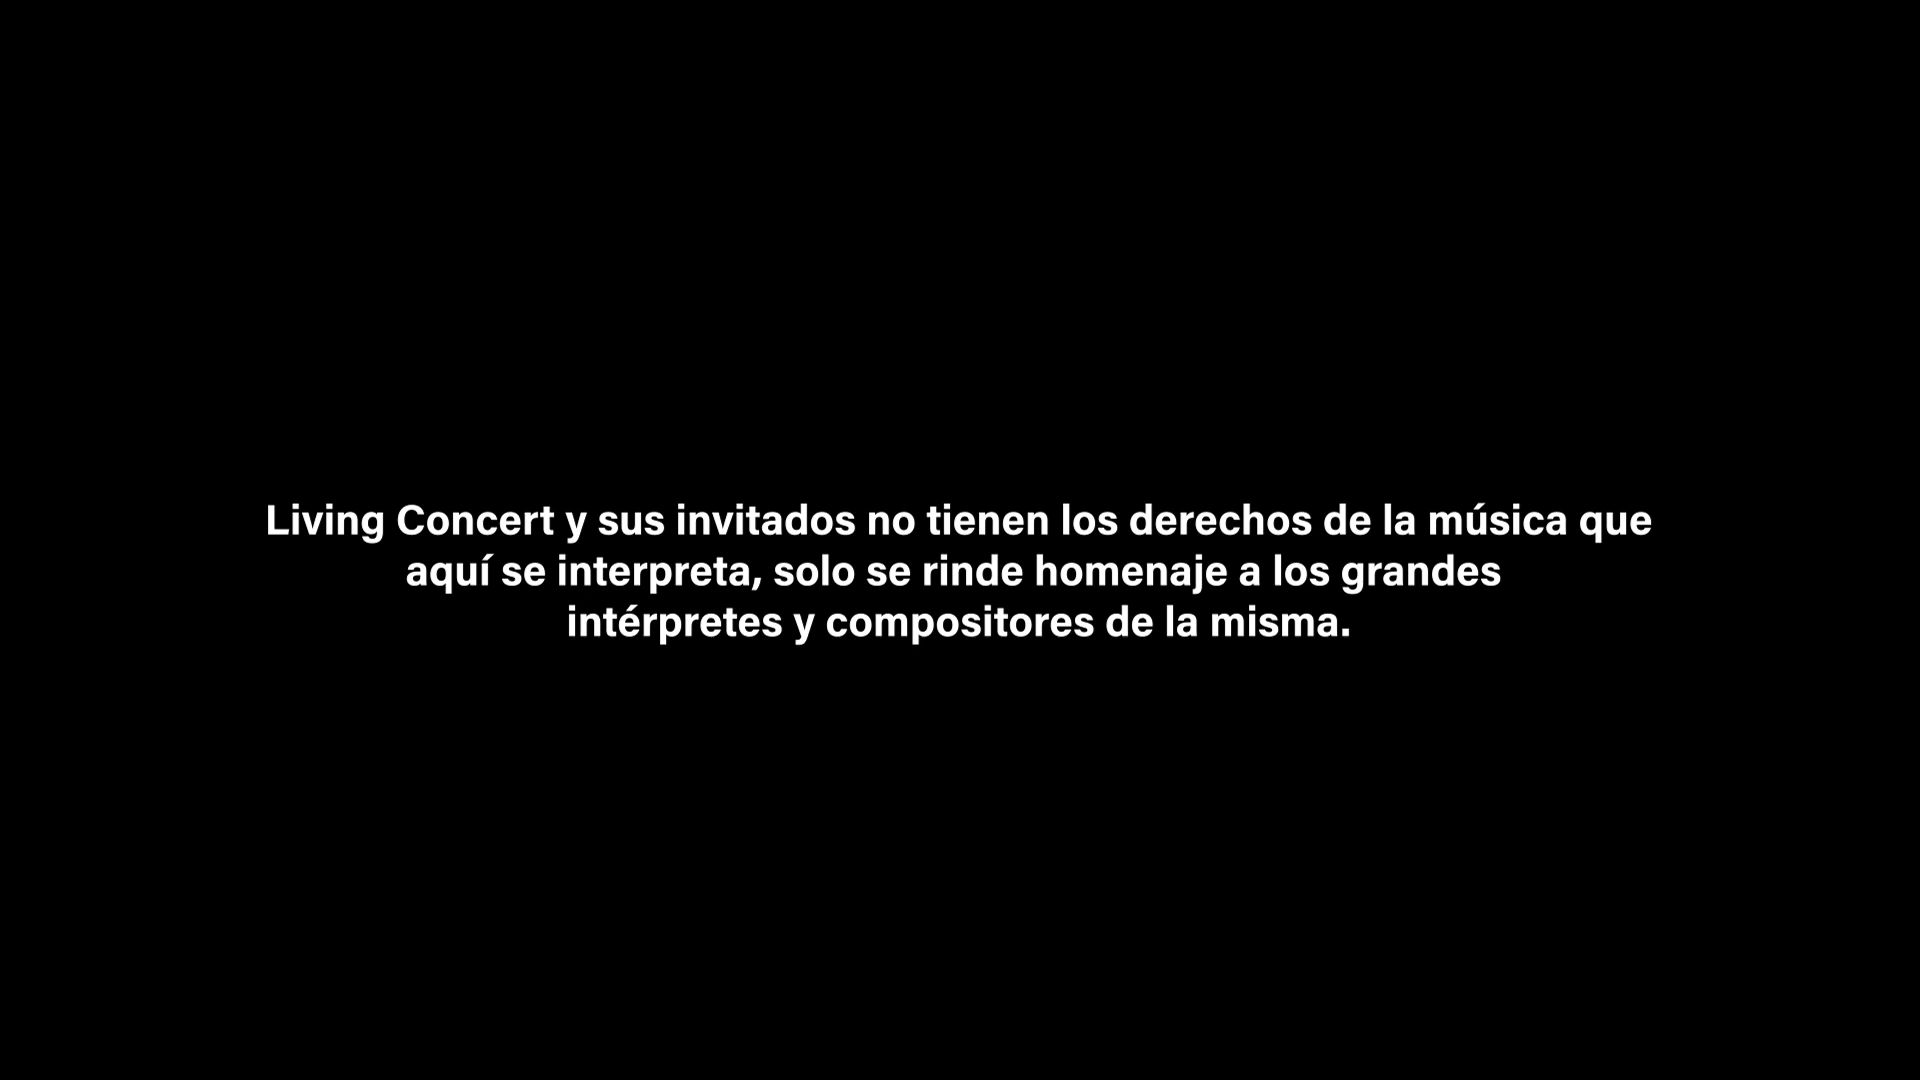 Living Concert y sus invitados no tienen los derechos de la música que
aquí se interpreta, solo se rinde homenaje a los grandes
intérpretes y compositores de la misma.